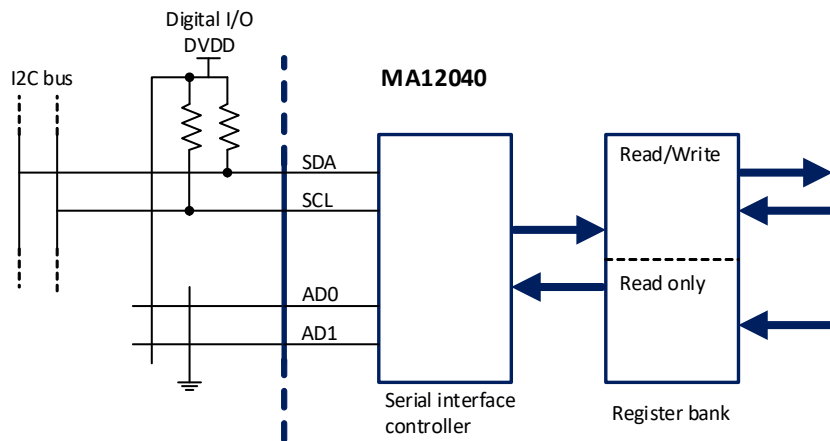 Digital I/O
DVDD
I2C bus
MA12040
SDA
SCL
AD0
AD1
Read/Write
Read only
Serial interface
controller
Register bank